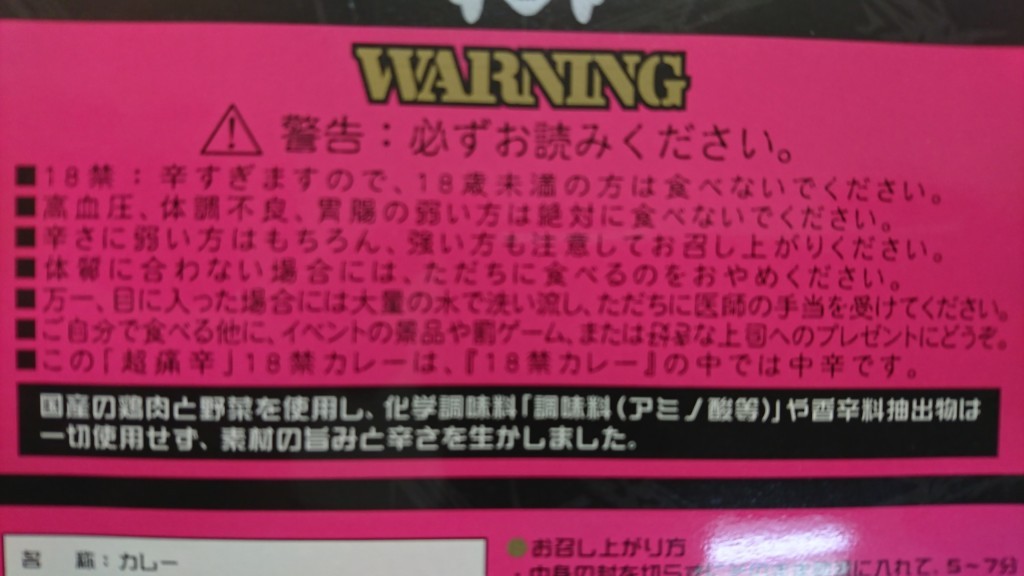 WARNING
警告:必ずお読みください。
■18禁:辛すぎますので、18歳未満の方は食べないでください。
■高血圧、体調不良、胃腸の弱い方は絶対に食べないでください。
■辛さに弱い方はもちろん、強い方も注意してお召し上がりください。
■体質に合わない場合には、ただちに食べるのをおやめください。
■万一、目に入った場合には大量の水で洗い流し、ただちに医師の手当を受けてください。
■ご自分で食べる他に、イベントの景品や罰ゲーム、または な上司へのプレゼントにどうぞ。
■この「超痛辛」18禁カレーは、『18禁カレー』の中では中辛です。
国産の鶏肉と野菜を使用し、化学調味料「調味料(アミノ酸等)」や香辛料抽出物は
一切使用せず、素材の旨みと辛さを生かしました。
名 称:カレー
●お召し上がり方
・中身の封を切らず に入れて、5~7分